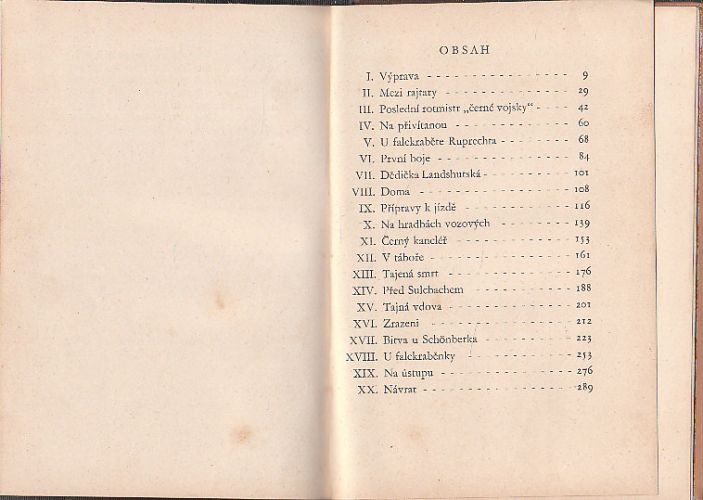 OBSAH
I. Výprava - - - - - - - - - - - - - - - - 9
II. Mezi rajtary - - - - - - - - - - - - - - 29
III. Poslední rotmistr „černé vojsky“ - - - - 42
IV. Na přivítanou - - - - - - - - - - - - - 60
V. U falckraběte Ruprechta - - - - - - - - 68
VI. První boje - - - - - - - - - - - - - - - 84
VII. Dědička Landshutská - - - - - - - - - - 101
VIII. Doma - - - - - - - - - - - - - - - - - 108
IX. Přípravy k jízdě - - - - - - - - - - - - 116
X. Na hradbách vozových - - - - - - - - - 139
XI. Černý kancléř - - - - - - - - - - - - - 153
XII. V táboře - - - - - - - - - - - - - - - - 161
XIII. Tajená smrt - - - - - - - - - - - - - - 176
XIV. Před Sulcbachem - - - - - - - - - - - 188
XV. Tajná vdova - - - - - - - - - - - - - - 201
XVI. Zrazeni - - - - - - - - - - - - - - - - 212
XVII. Bitva u Schönberka - - - - - - - - - - 223
XVIII. U falckraběnky - - - - - - - - - - - - 253
XIX. Na ústupu - - - - - - - - - - - - - - - 276
XX. Návrat - - - - - - - - - - - - - - - - - 289